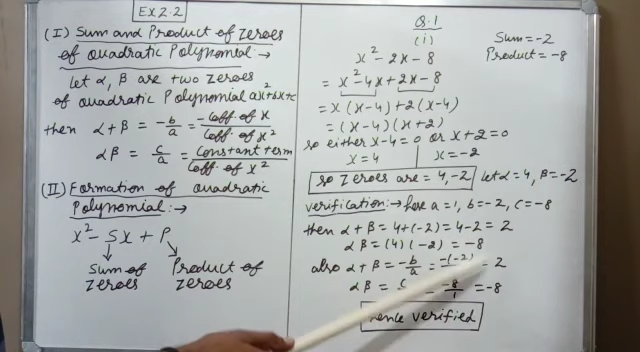 Ex 2.2
(I) Sum and Product of Zeroes
of Quadratic Polynomial :→
Let α, β are two zeroes
of Quadratic Polynomial ax²+bx+c
then α+β = -b/a = -Coff. of x / Coff. of x²
αβ = c/a = Constant term / Coff. of x²
(II) Formation of Quadratic
Polynomial :→
x² - Sx + P
Sum of Product of
zeroes zeroes
Q.1
(i)
Sum = -2
Product = -8
x² - 2x - 8
= x² - 4x + 2x - 8
= x (x-4) + 2 (x-4)
= (x-4) (x+2)
so either x-4=0 or x+2=0
x=4 | x=-2
so zeroes are = 4, -2 Let α=4, β=-2
Verification :→ here a=1, b=-2, c=-8
then α+β = 4+(-2) = 4-2 = 2
αβ = (4) (-2) = -8
also α+β = -b/a = -(-2) = 2
αβ = c = -8/1 = -8
Hence verified